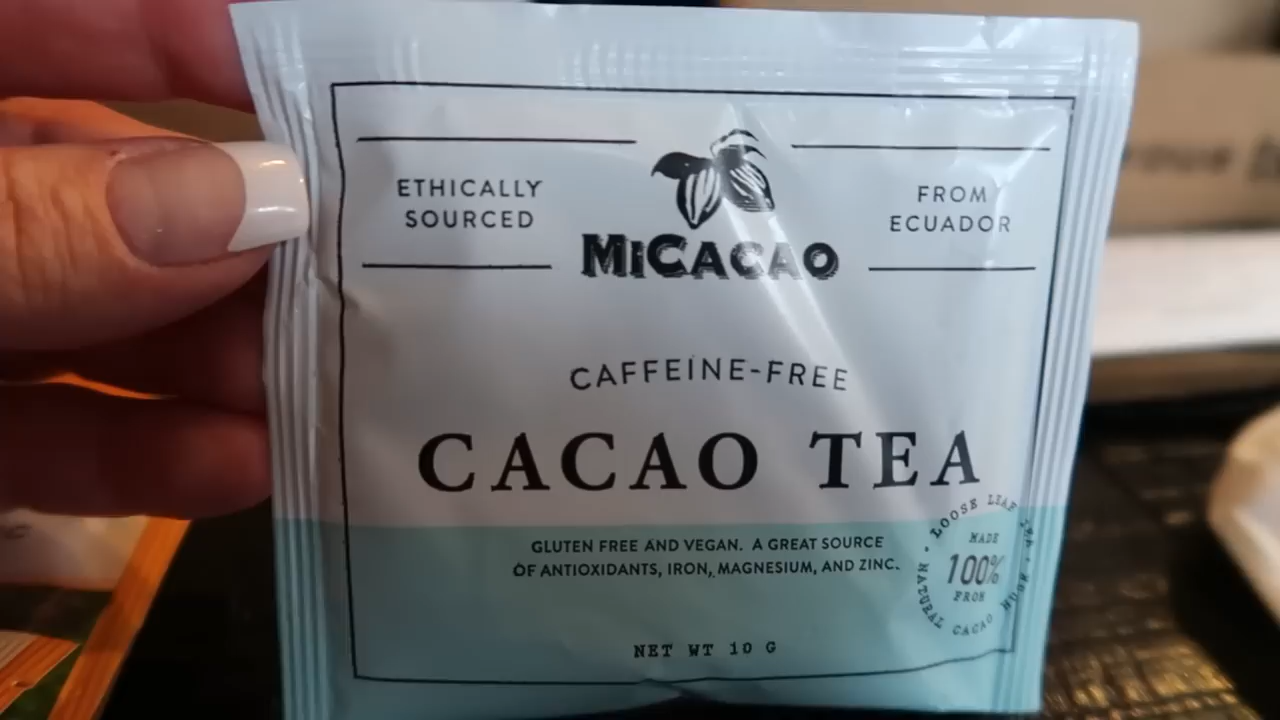 ETHICALLY
SOURCED
MICACAO
FROM
ECUADOR
CAFFEINE-FREE
CACAO TEA
GLUTEN FREE AND VEGAN. A GREAT SOURCE
OF ANTIOXIDANTS, IRON, MAGNESIUM, AND ZINC.
LOOSE LEAF TEA • HUSK • NATURAL CACAO
MADE
100%
FROM
NET WT 10 G